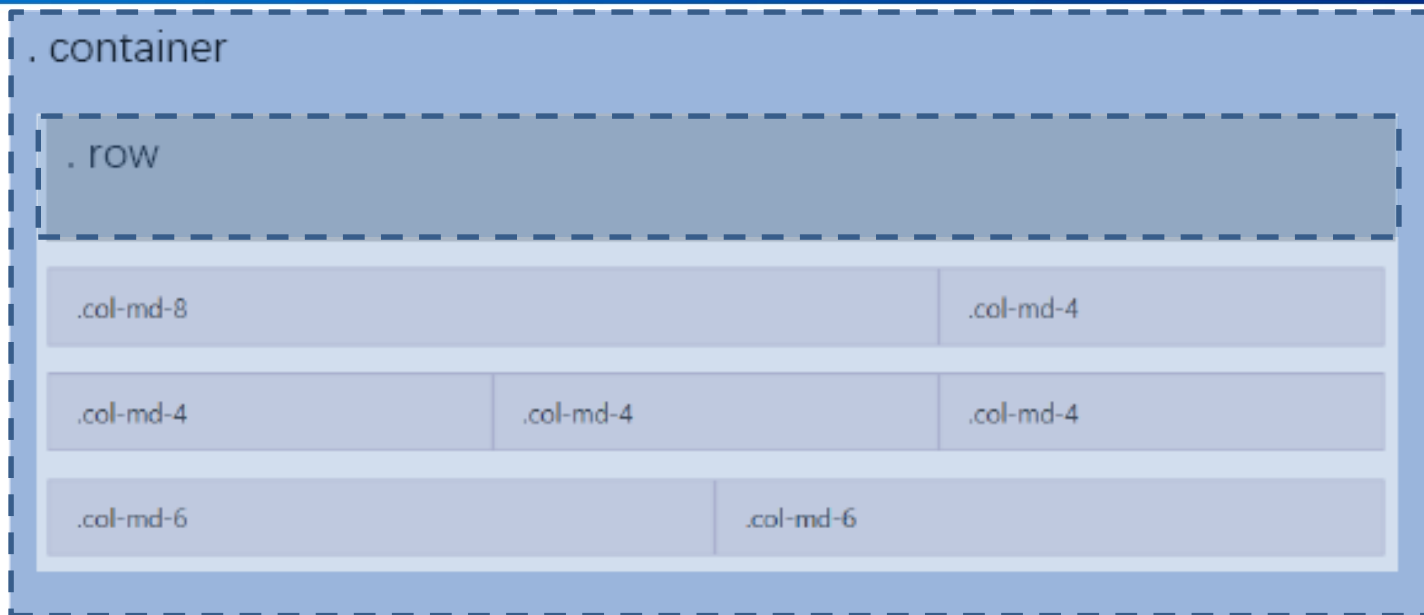 . container
. row
.col-md-8 .col-md-4
.col-md-4 .col-md-4 .col-md-4
.col-md-6 .col-md-6